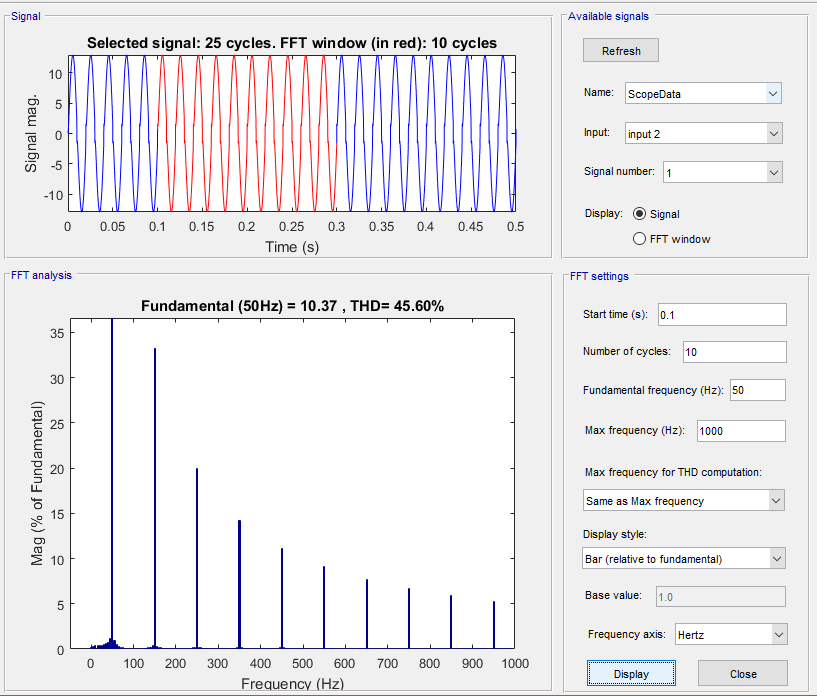 Signal
Selected signal: 25 cycles. FFT window (in red): 10 cycles
Signal mag.
10
5
0
-5
-10
0 0.05 0.1 0.15 0.2 0.25 0.3 0.35 0.4 0.45 0.5
Time (s)
FFT analysis
Fundamental (50Hz) = 10.37 , THD= 45.60%
Mag (% of Fundamental)
35
30
25
20
15
10
5
0
0 100 200 300 400 500 600 700 800 900 1000
Frequency (Hz)
Available signals
Refresh
Name: ScopeData
Input: input 2
Signal number: 1
Display: Signal
FFT window
FFT settings
Start time (s): 0.1
Number of cycles: 10
Fundamental frequency (Hz): 50
Max frequency (Hz): 1000
Max frequency for THD computation:
Same as Max frequency
Display style:
Bar (relative to fundamental)
Base value: 1.0
Frequency axis: Hertz
Display Close